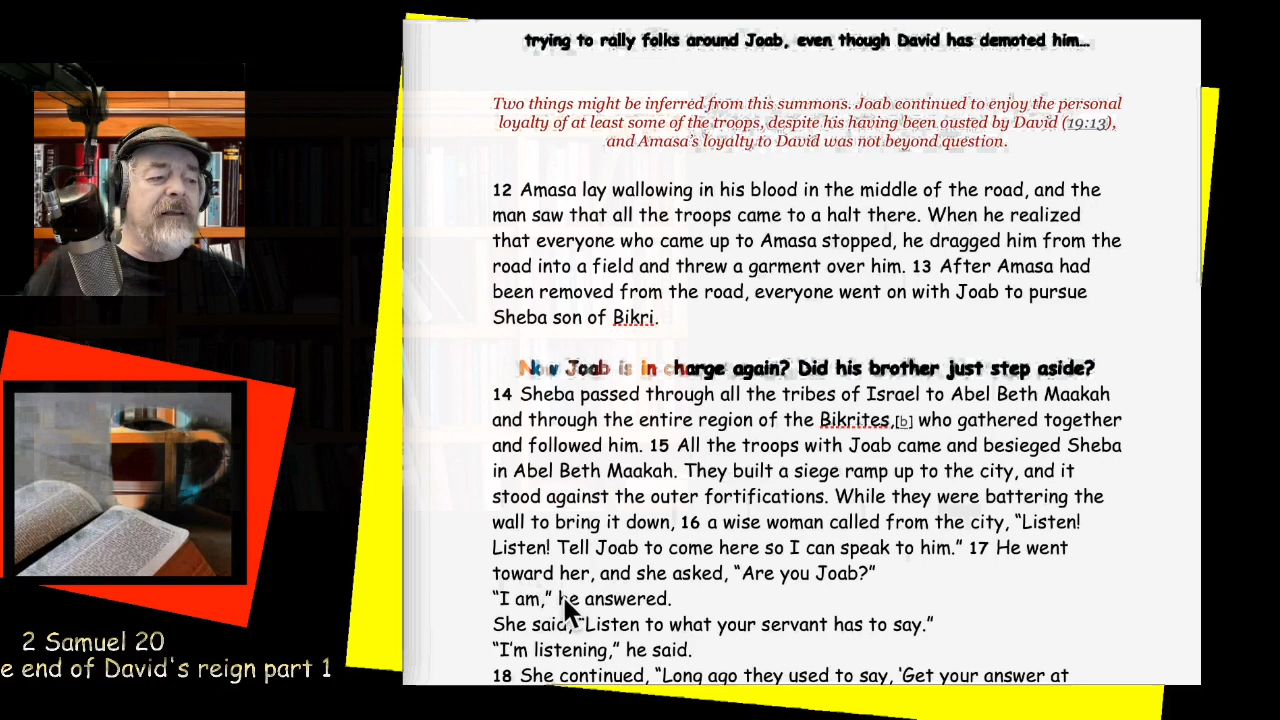 trying to rally folks around Joab, even though David has demoted him…
Two things might be inferred from this summons. Joab continued to enjoy the personal
loyalty of at least some of the troops, despite his having been ousted by David (19:13),
and Amasa's loyalty to David was not beyond question.
12 Amasa lay wallowing in his blood in the middle of the road, and the
man saw that all the troops came to a halt there. When he realized
that everyone who came up to Amasa stopped, he dragged him from the
road into a field and threw a garment over him. 13 After Amasa had
been removed from the road, everyone went on with Joab to pursue
Sheba son of Bikri.
Now Joab is in charge again? Did his brother just step aside?
14 Sheba passed through all the tribes of Israel to Abel Beth Maakah
and through the entire region of the Bikrites,[b] who gathered together
and followed him. 15 All the troops with Joab came and besieged Sheba
in Abel Beth Maakah. They built a siege ramp up to the city, and it
stood against the outer fortifications. While they were battering the
wall to bring it down, 16 a wise woman called from the city, “Listen!
Listen! Tell Joab to come here so I can speak to him.” 17 He went
toward her, and she asked, “Are you Joab?”
“I am,” he answered.
She said, “Listen to what your servant has to say.”
“I'm listening,” he said.
18 She continued, “Long ago they used to say, ‘Get your answer at
2 Samuel 20
e end of David's reign part 1